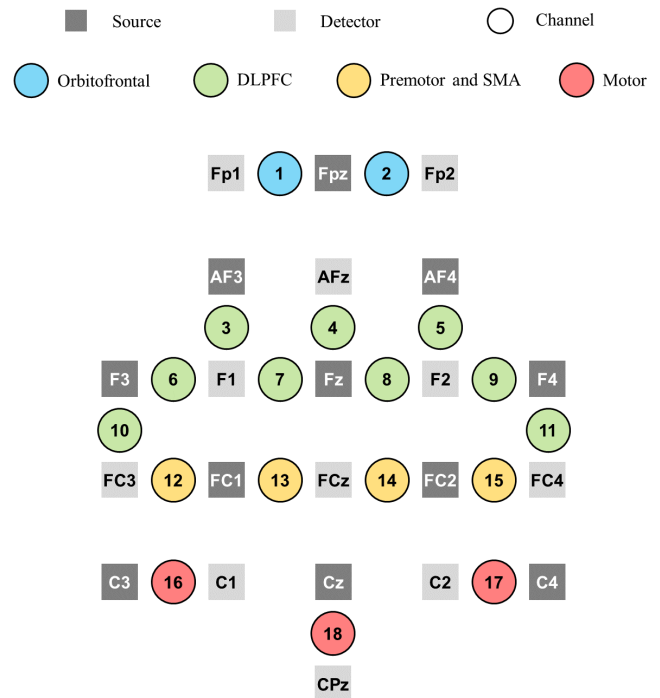 Source Detector Channel
Orbitofrontal DLPFC Premotor and SMA Motor
Fp1 1 Fpz 2 Fp2
AF3 AFz AF4
3 4 5
F3 6 F1 7 Fz 8 F2 9 F4
10 11
FC3 12 FC1 13 FCz 14 FC2 15 FC4
C3 16 C1 Cz C2 17 C4
18
CPz